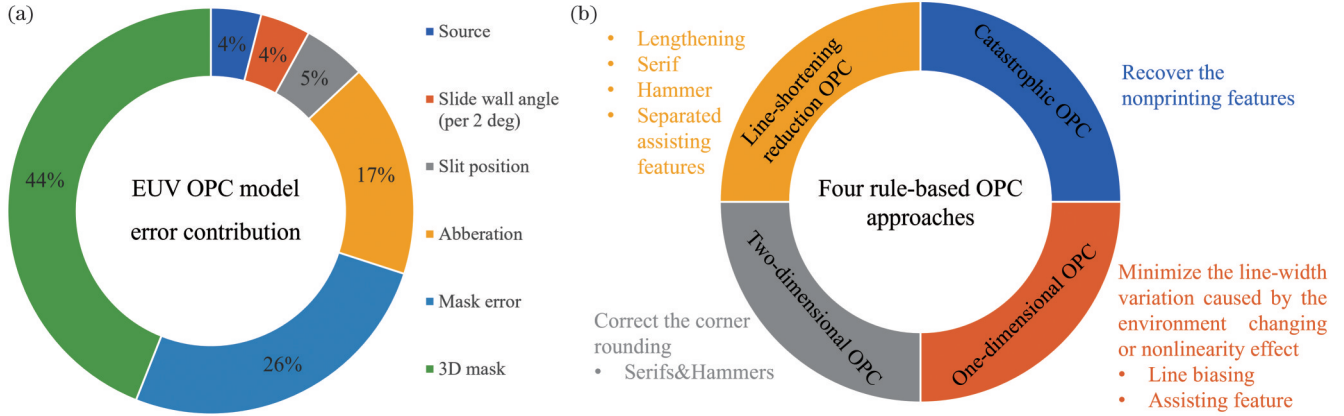 (a)
4%
4%
5%
17%
26%
44%
EUV OPC model
error contribution
Source
Slide wall angle
(per 2 deg)
Slit position
Abberation
Mask error
3D mask
(b)
• Lengthening
• Serif
• Hammer
• Separated
assisting
features
Line-shortening
reduction OPC
Catastrophic OPC
Recover the
nonprinting features
Four rule-based OPC
approaches
Two-dimensional OPC
One-dimensional OPC
Correct the corner
rounding
• Serifs&Hammers
Minimize the line-width
variation caused by the
environment changing
or nonlinearity effect
• Line biasing
• Assisting feature